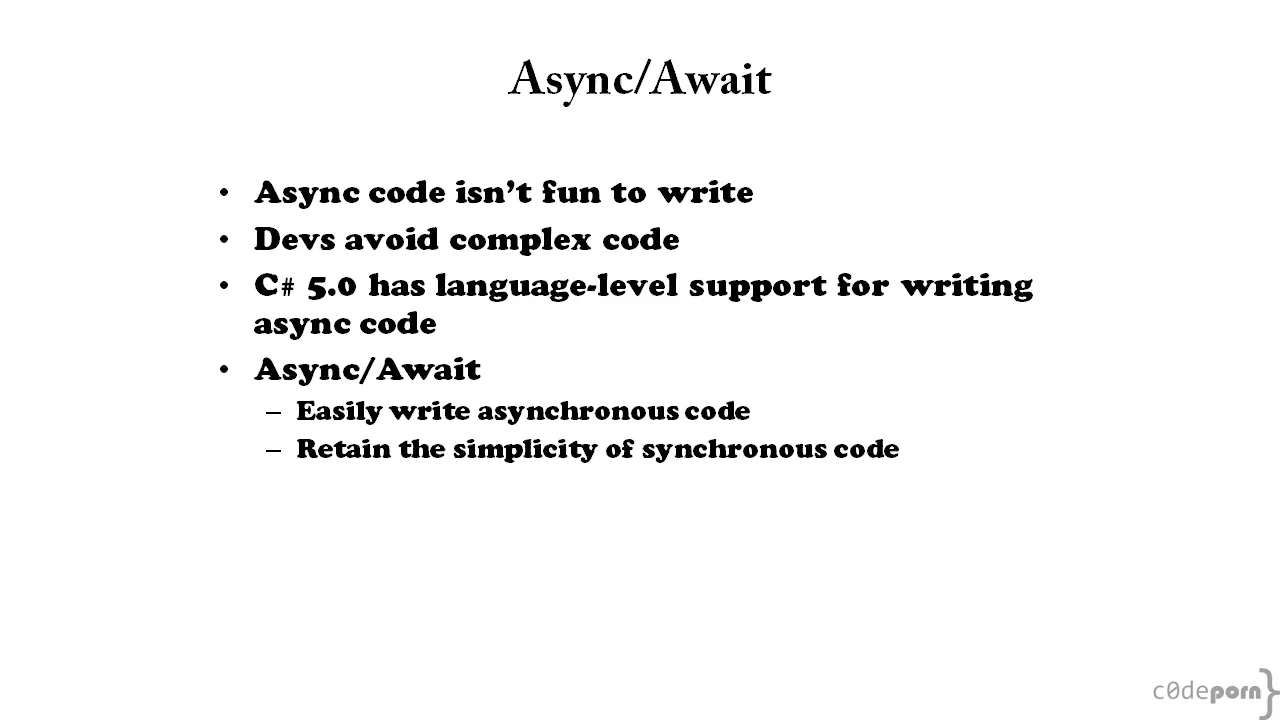 Async/Await
• Async code isn’t fun to write
• Devs avoid complex code
• C# 5.0 has language-level support for writing
async code
• Async/Await
– Easily write asynchronous code
– Retain the simplicity of synchronous code
c0deporn}